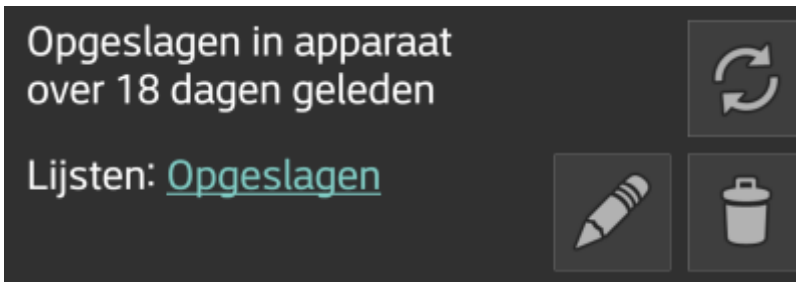 Opgeslagen in apparaat
over 18 dagen geleden
Lijsten: Opgeslagen